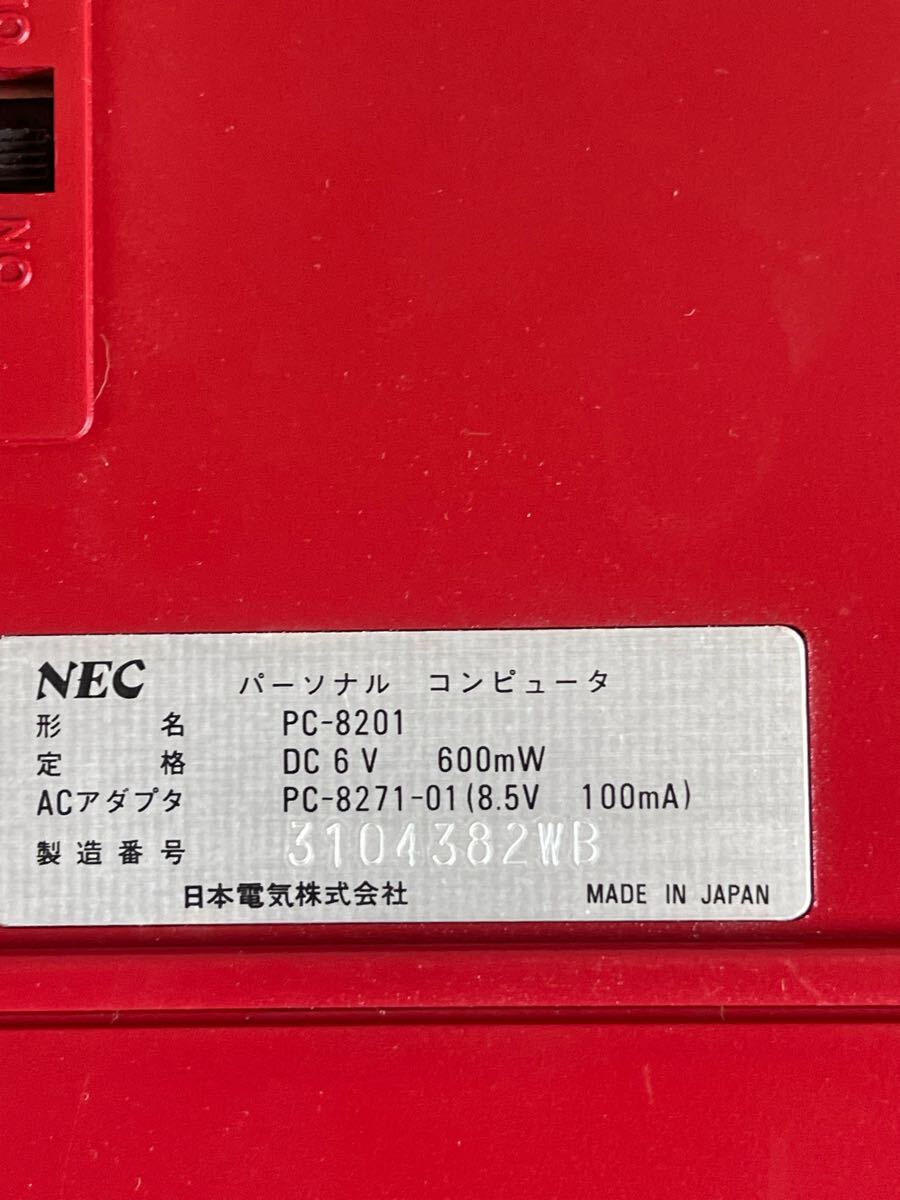 ON
NEC パーソナル コンピュータ
形名 PC-8201
定格 DC 6 V 600mW
ACアダプタ PC-8271-01(8.5V 100mA)
製造番号 3104382WB
日本電気株式会社 MADE IN JAPAN